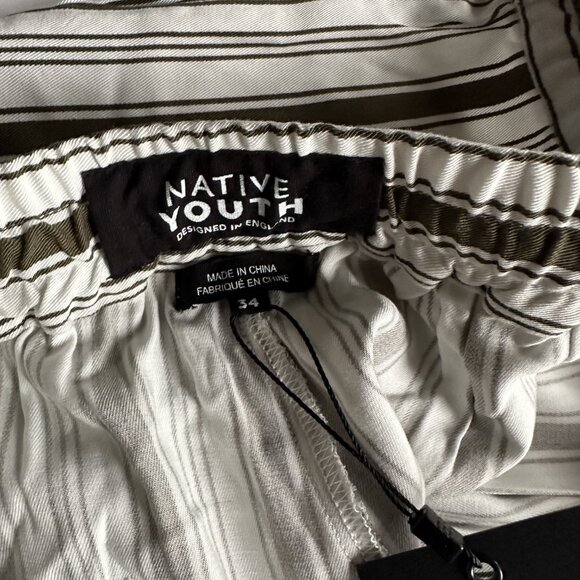 NATIVE
YOUTH
DESIGNED IN ENGLAND
MADE IN CHINA
FABRIQUÉ EN CHINE
34